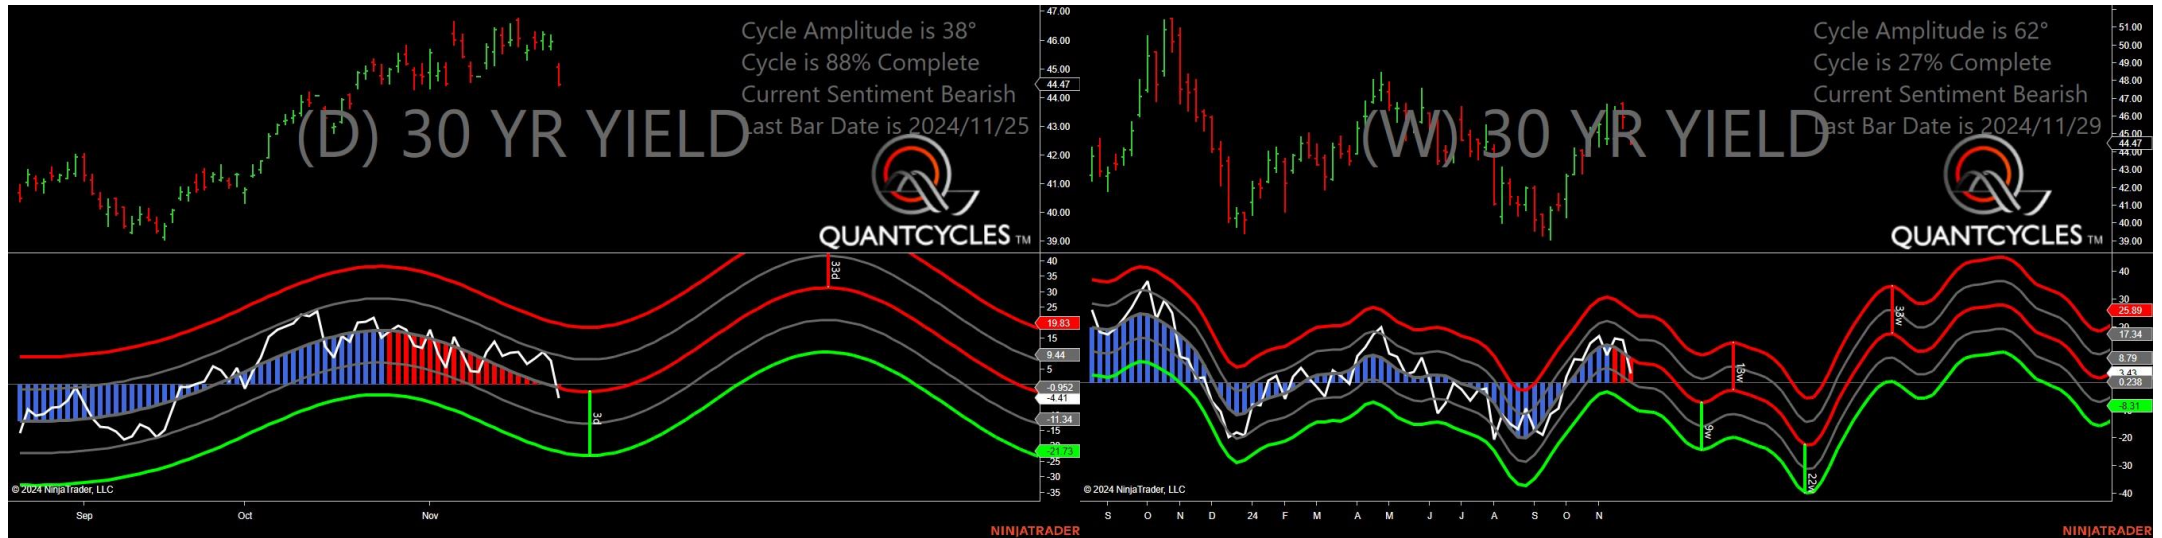 Cycle Amplitude is 38°
Cycle is 88% Complete
Current Sentiment Bearish
Last Bar Date is 2024/11/25
(D) 30 YR YIELD
QUANTCYCLES TM
47.00
46.00
45.00
44.47
44.00
43.00
42.00
41.00
40.00
39.00
33d
3d
40
35
30
25
19.83
15
9.44
5
-0.952
-4.41
-11.34
-15
-21.73
-25
-30
-35
© 2024 NinjaTrader, LLC
Sep Oct Nov
NINJATRADER
Cycle Amplitude is 62°
Cycle is 27% Complete
Current Sentiment Bearish
Last Bar Date is 2024/11/29
(W) 30 YR YIELD
QUANTCYCLES TM
51.00
50.00
49.00
48.00
47.00
46.00
45.00
44.47
44.00
43.00
42.00
41.00
40.00
39.00
33w
13w
9w
22w
40
30
25.89
17.34
8.79
3.43
0.238
-8.31
-20
-30
-40
© 2024 NinjaTrader, LLC
S O N D 24 F M A M J J A S O N
NINJATRADER